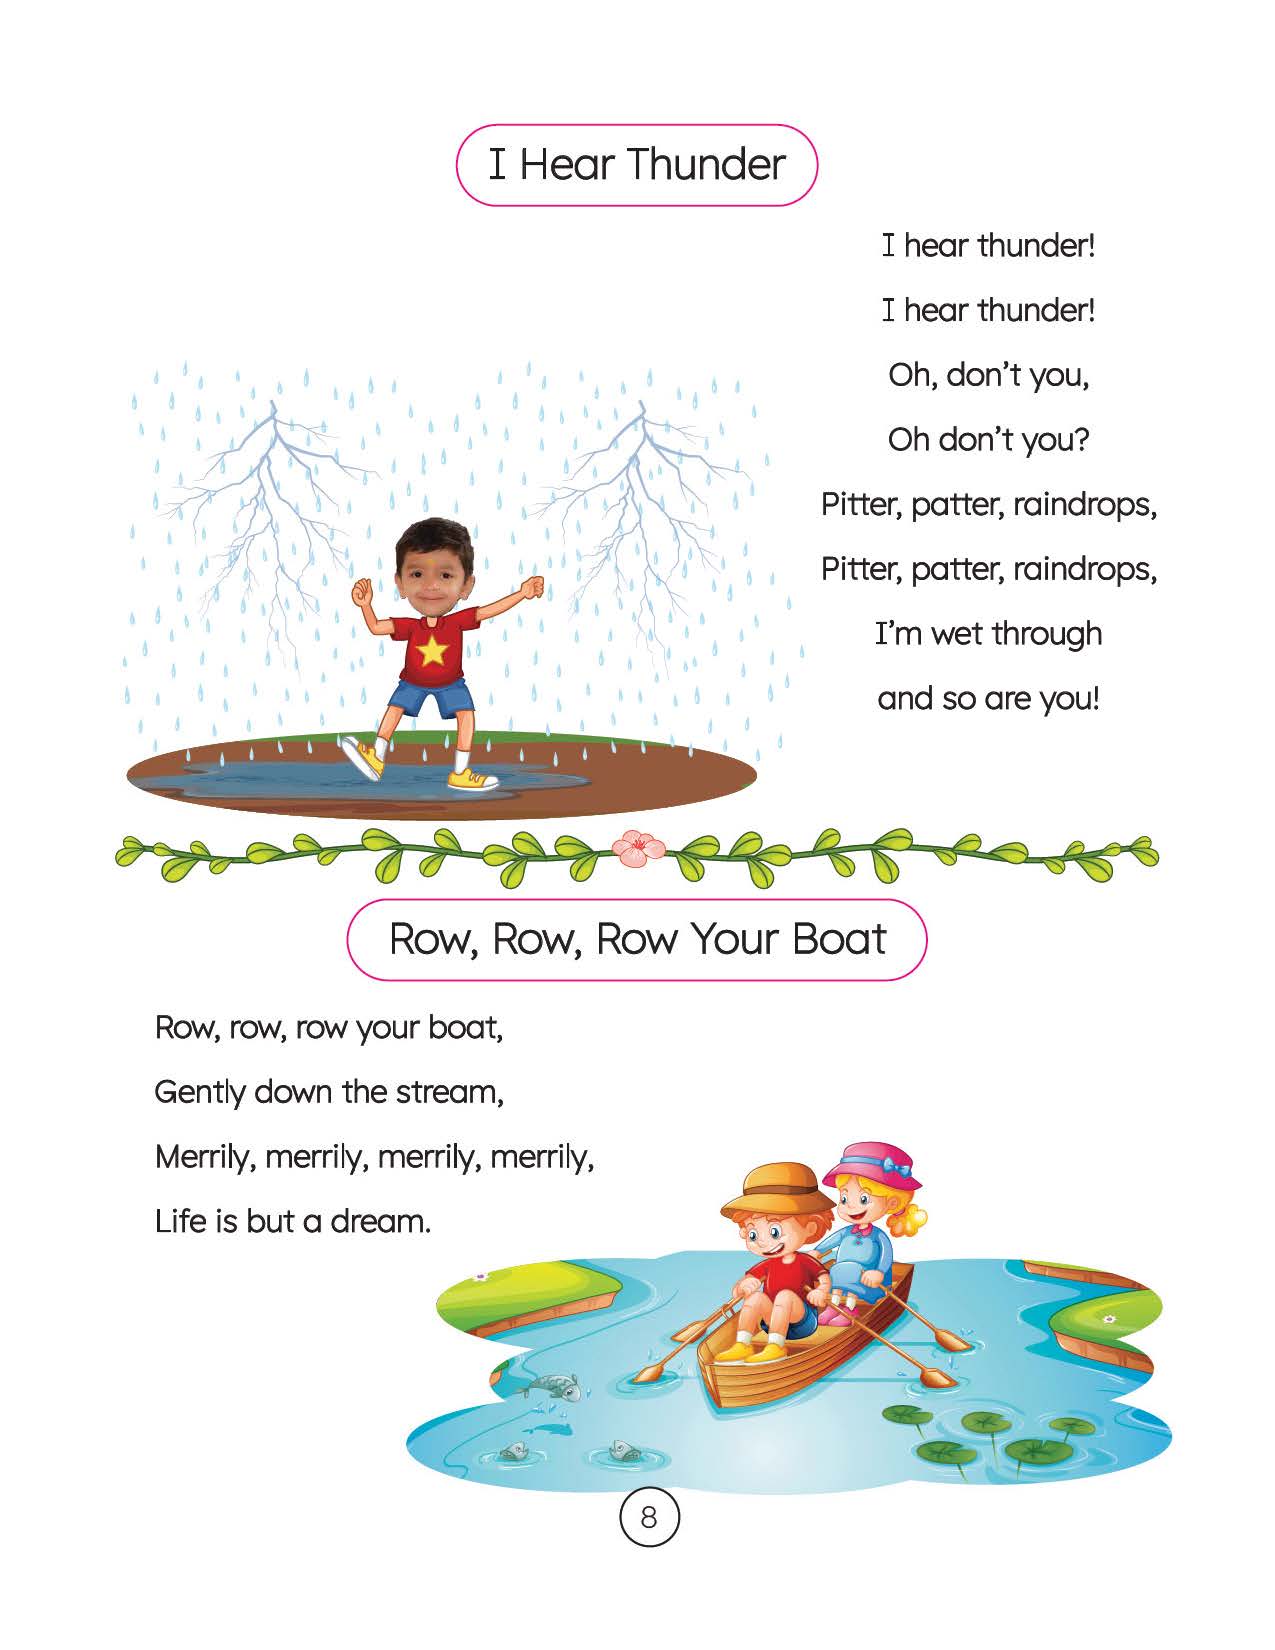 I Hear Thunder
I hear thunder!
I hear thunder!
Oh, don't you,
Oh don't you?
Pitter, patter, raindrops,
Pitter, patter, raindrops,
I'm wet through
and so are you!
Row, Row, Row Your Boat
Row, row, row your boat,
Gently down the stream,
Merrily, merrily, merrily, merrily,
Life is but a dream.
8